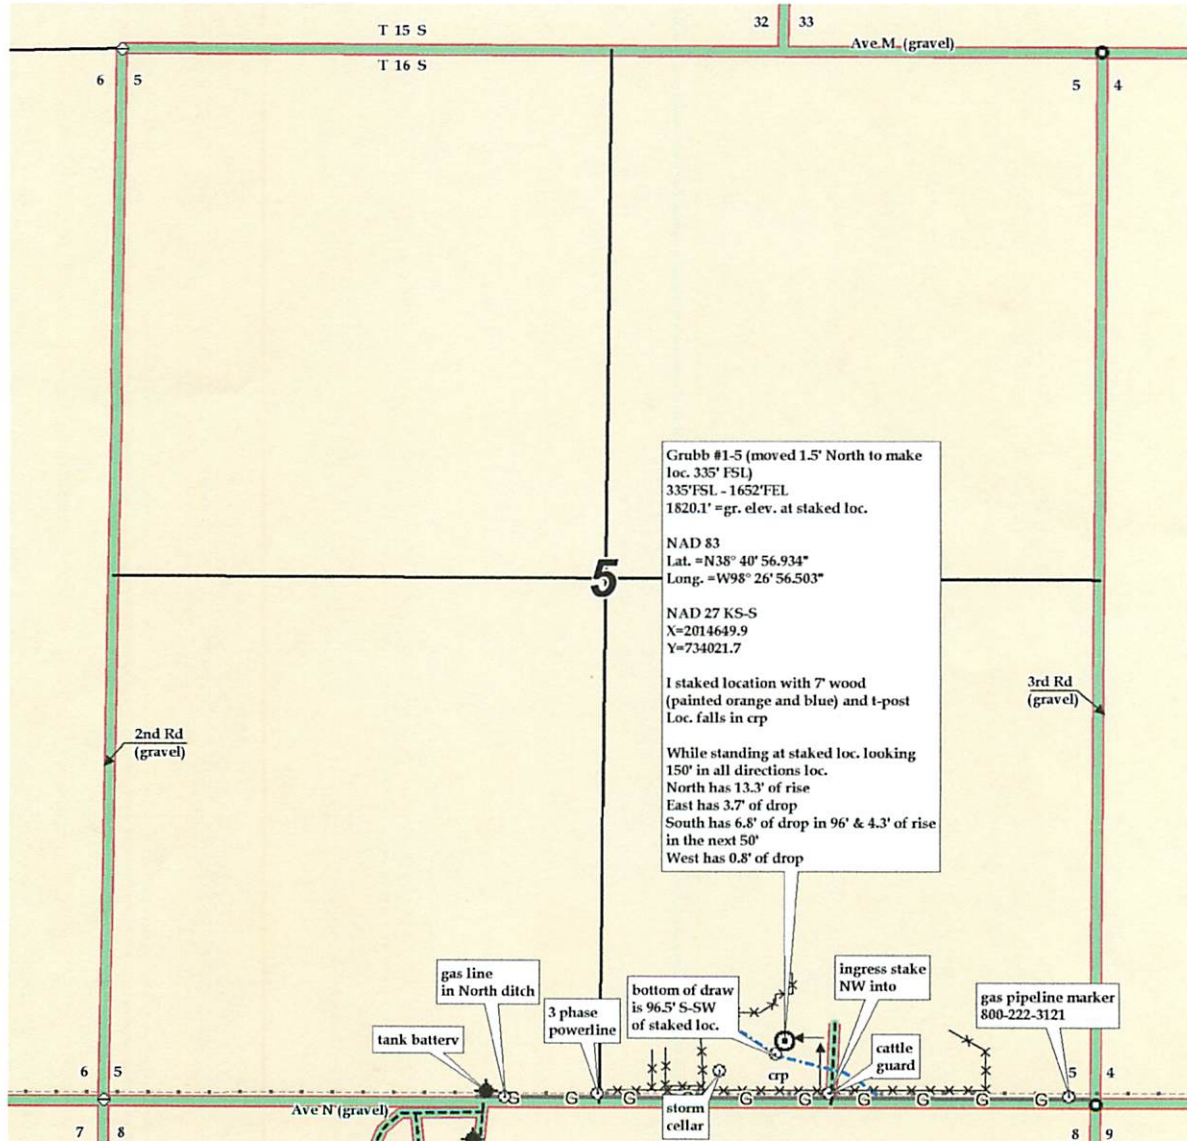 T 15 S
32 33
Ave M (gravel)
T 16 S
6 5
5 4
Grubb #1-5 (moved 1.5' North to make
loc. 335' FSL)
335'FSL - 1652'FEL
1820.1' =gr. elev. at staked loc.
NAD 83
Lat. =N38° 40' 56.934"
Long. =W98° 26' 56.503"
NAD 27 KS-S
X=2014649.9
Y=734021.7
I staked location with 7' wood
(painted orange and blue) and t-post
Loc. falls in crp
While standing at staked loc. looking
150' in all directions loc.
North has 13.3' of rise
East has 3.7' of drop
South has 6.8' of drop in 96' & 4.3' of rise
in the next 50'
West has 0.8' of drop
5
2nd Rd
(gravel)
3rd Rd
(gravel)
gas line
in North ditch
3 phase
powerline
tank battery
bottom of draw
is 96.5' S-SW
of staked loc.
ingress stake
NW into
gas pipeline marker
800-222-3121
cattle
guard
crp
storm
cellar
6 5
5 4
G G G G G G G G G
Ave N (gravel)
7 8
8 9